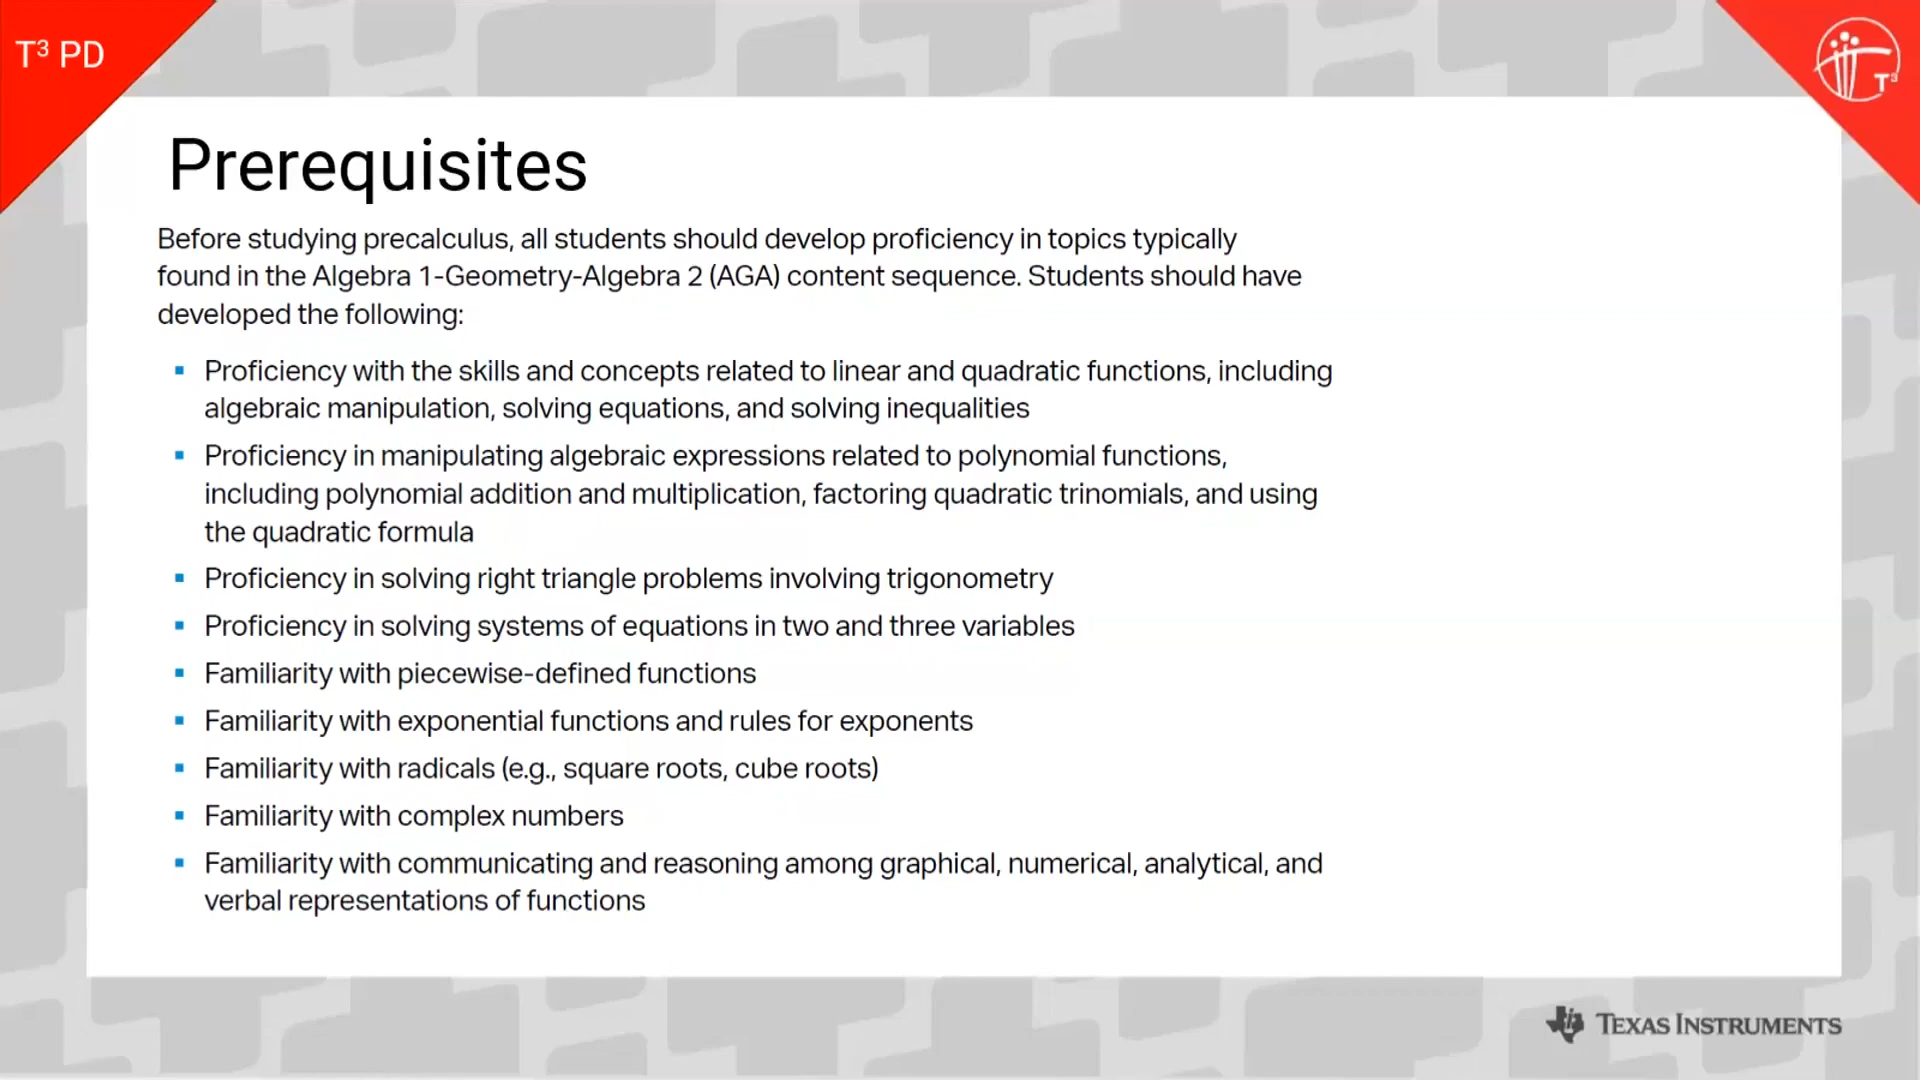 T³ PD
T³
Prerequisites
Before studying precalculus, all students should develop proficiency in topics typically
found in the Algebra 1-Geometry-Algebra 2 (AGA) content sequence. Students should have
developed the following:
▪ Proficiency with the skills and concepts related to linear and quadratic functions, including
algebraic manipulation, solving equations, and solving inequalities
▪ Proficiency in manipulating algebraic expressions related to polynomial functions,
including polynomial addition and multiplication, factoring quadratic trinomials, and using
the quadratic formula
▪ Proficiency in solving right triangle problems involving trigonometry
▪ Proficiency in solving systems of equations in two and three variables
▪ Familiarity with piecewise-defined functions
▪ Familiarity with exponential functions and rules for exponents
▪ Familiarity with radicals (e.g., square roots, cube roots)
▪ Familiarity with complex numbers
▪ Familiarity with communicating and reasoning among graphical, numerical, analytical, and
verbal representations of functions
TEXAS INSTRUMENTS